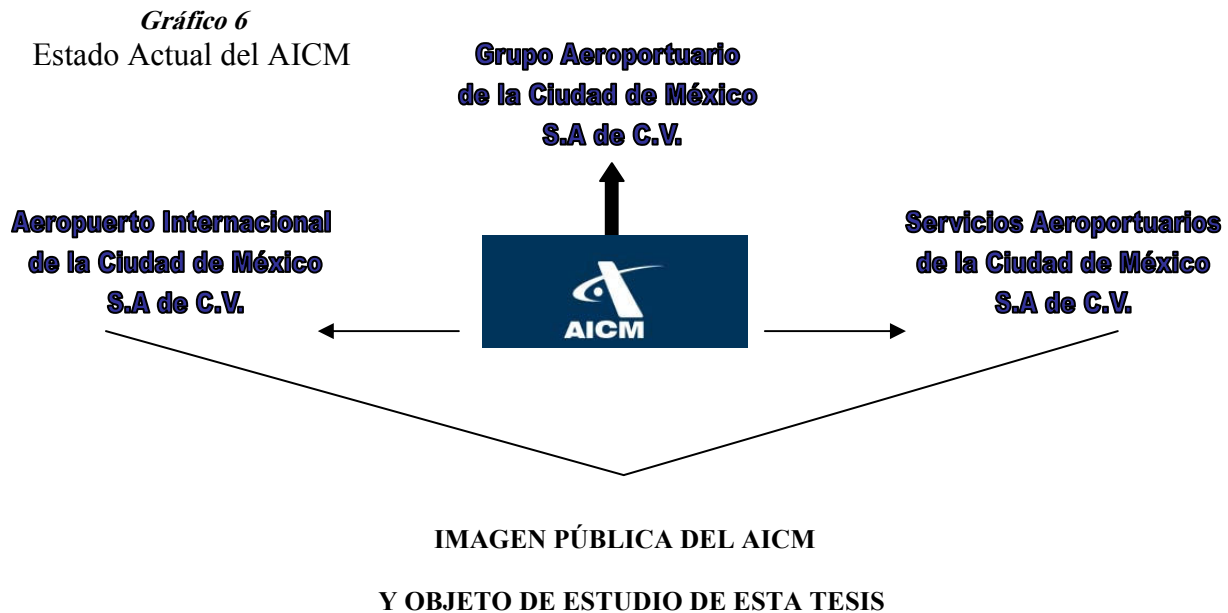 Gráfico 6
Estado Actual del AICM
Grupo Aeroportuario
de la Ciudad de México
S.A de C.V.
Aeropuerto Internacional
de la Ciudad de México
S.A de C.V.
AICM
Servicios Aeroportuarios
de la Ciudad de México
S.A de C.V.
IMAGEN PÚBLICA DEL AICM
Y OBJETO DE ESTUDIO DE ESTA TESIS